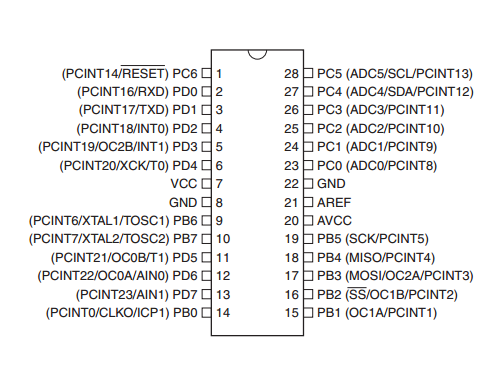 (PCINT14/RESET) PC6 1 28 PC5 (ADC5/SCL/PCINT13)
(PCINT16/RXD) PD0 2 27 PC4 (ADC4/SDA/PCINT12)
(PCINT17/TXD) PD1 3 26 PC3 (ADC3/PCINT11)
(PCINT18/INT0) PD2 4 25 PC2 (ADC2/PCINT10)
(PCINT19/OC2B/INT1) PD3 5 24 PC1 (ADC1/PCINT9)
(PCINT20/XCK/T0) PD4 6 23 PC0 (ADC0/PCINT8)
VCC 7 22 GND
GND 8 21 AREF
(PCINT6/XTAL1/TOSC1) PB6 9 20 AVCC
(PCINT7/XTAL2/TOSC2) PB7 10 19 PB5 (SCK/PCINT5)
(PCINT21/OC0B/T1) PD5 11 18 PB4 (MISO/PCINT4)
(PCINT22/OC0A/AIN0) PD6 12 17 PB3 (MOSI/OC2A/PCINT3)
(PCINT23/AIN1) PD7 13 16 PB2 (SS/OC1B/PCINT2)
(PCINT0/CLKO/ICP1) PB0 14 15 PB1 (OC1A/PCINT1)